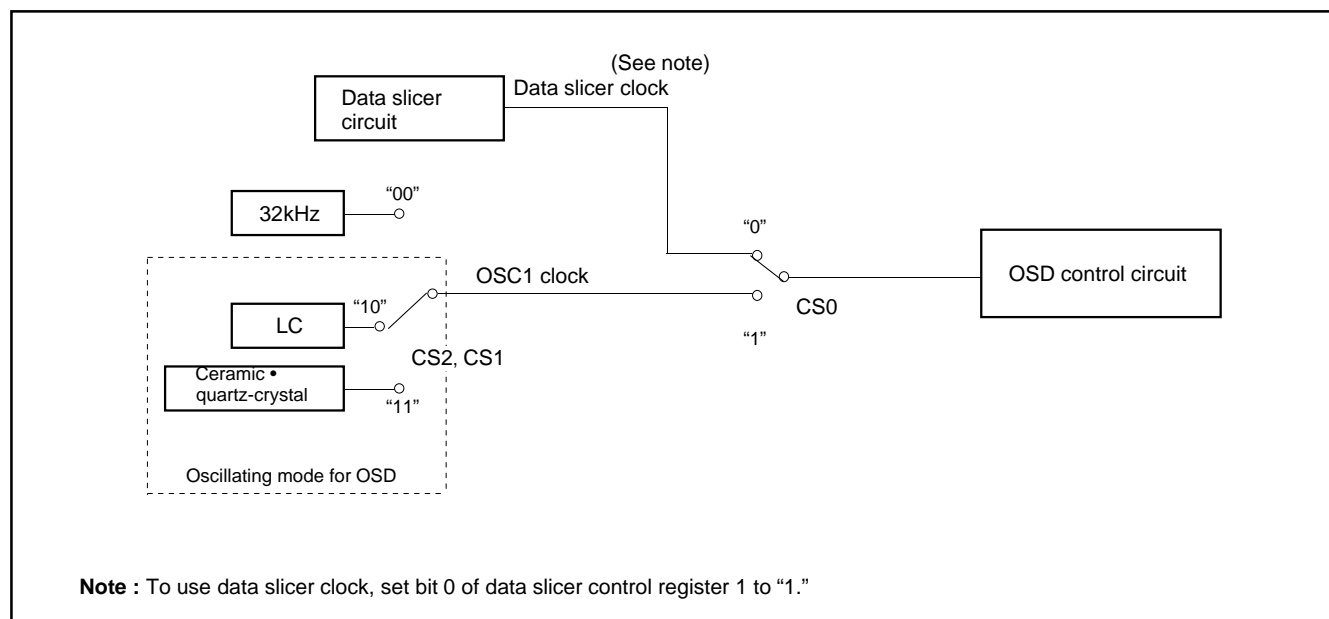 (See note)
Data slicer clock
Data slicer
circuit
“00”
32kHz
“0”
OSD control circuit
OSC1 clock
“10”
LC
CS0
“1”
CS2, CS1
Ceramic •
quartz-crystal
“11”
Oscillating mode for OSD
Note : To use data slicer clock, set bit 0 of data slicer control register 1 to “1.”